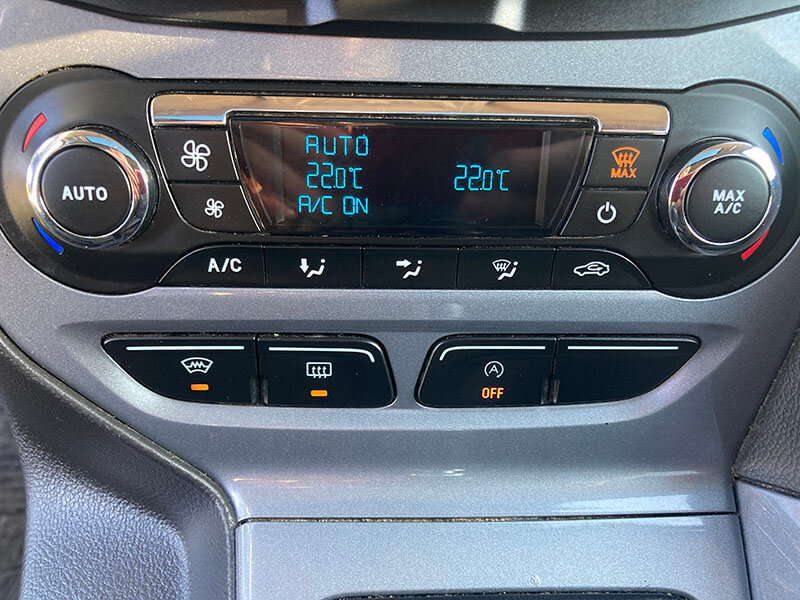 AUTO
22.0°C 22.0°C
A/C ON
MAX
AUTO
MAX
A/C
A/C
OFF
A